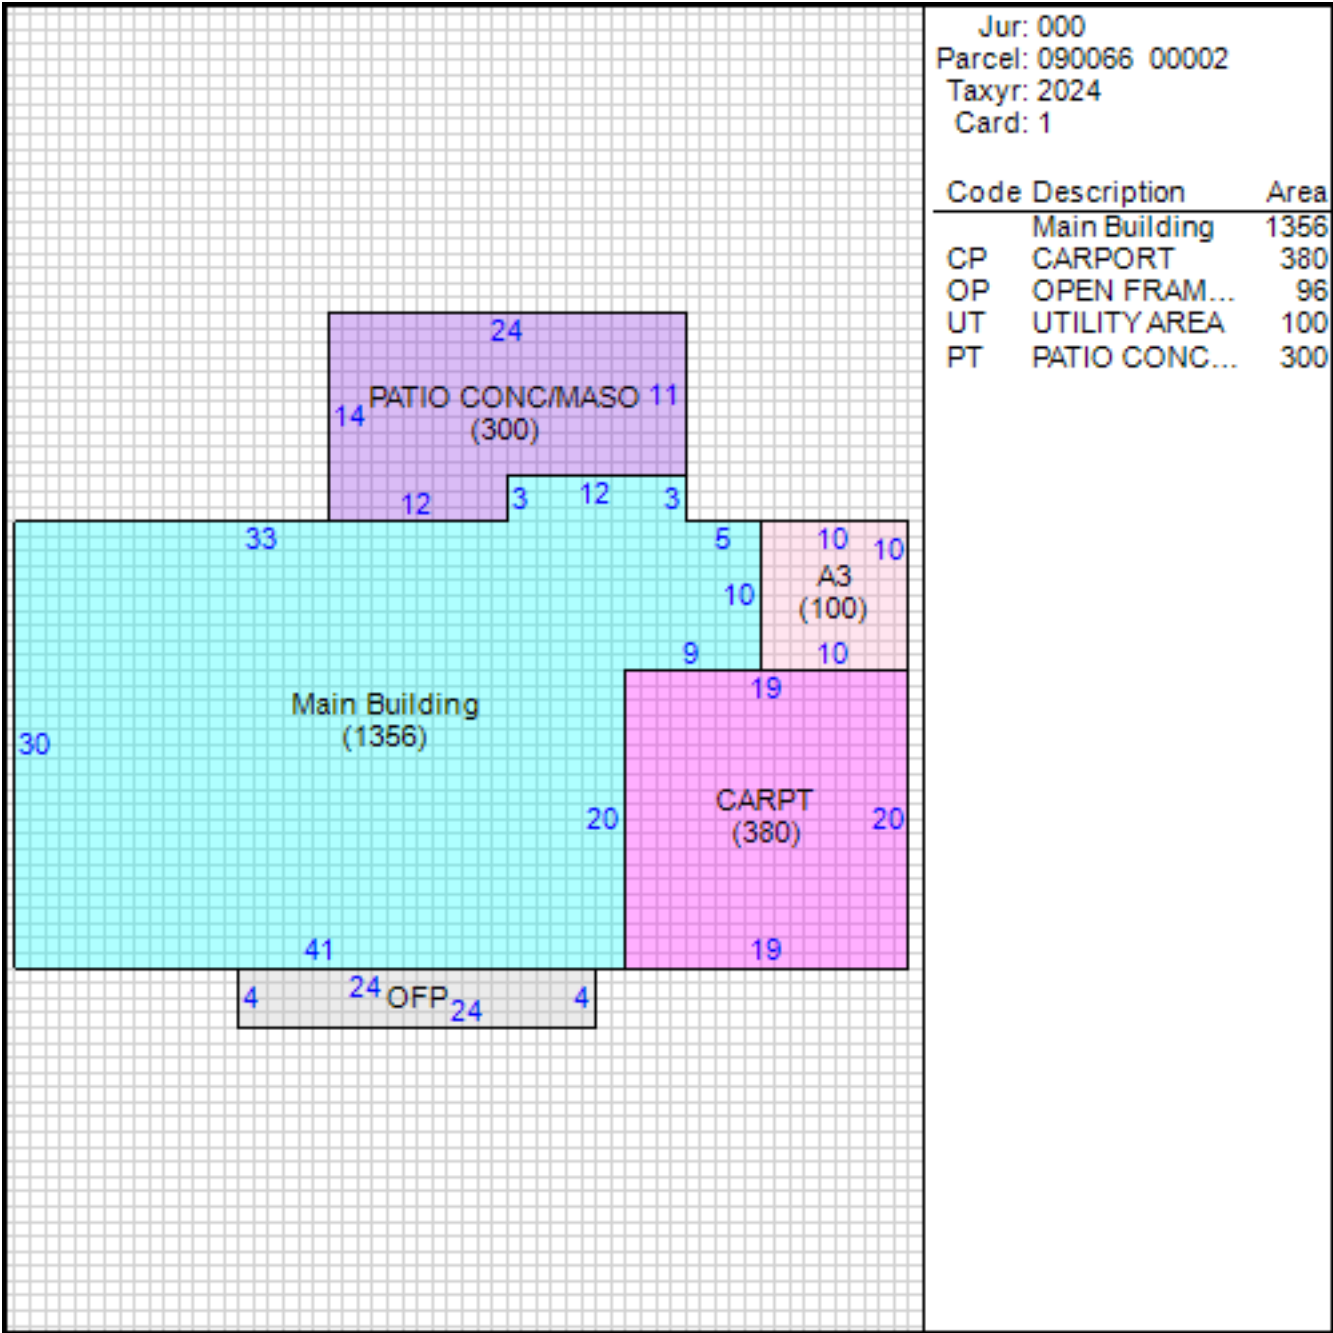 Jur: 000
Parcel: 090066 00002
Taxyr: 2024
Card: 1
Code Description Area
Main Building 1356
CP CARPORT 380
OP OPEN FRAM... 96
UT UTILITY AREA 100
PT PATIO CONC... 300
24
14 PATIO CONC/MASO 11
(300)
12 3 12 3
33 5 10 10
A3
10 (100)
9 10
19
Main Building
(1356)
30
CARPT
20 (380) 20
41 19
4 24 OFP 24 4